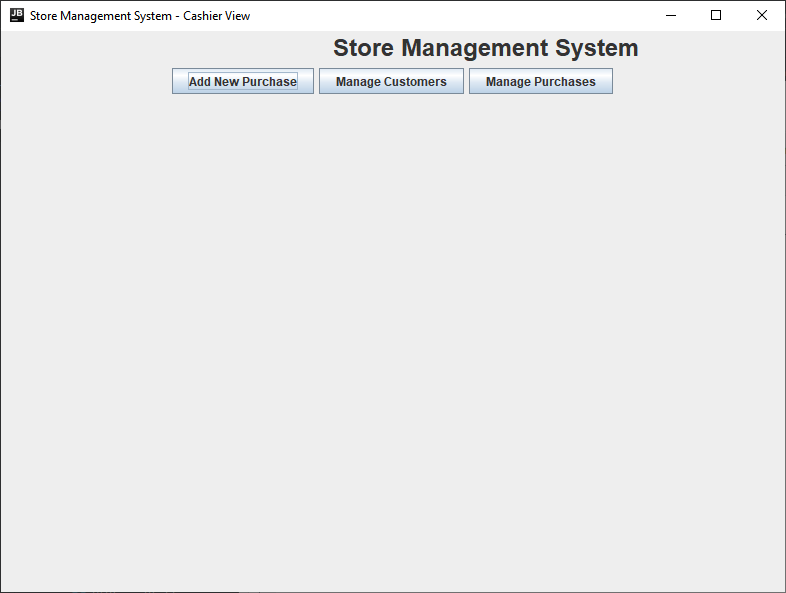 JB
Store Management System - Cashier View
Store Management System
Add New Purchase Manage Customers Manage Purchases